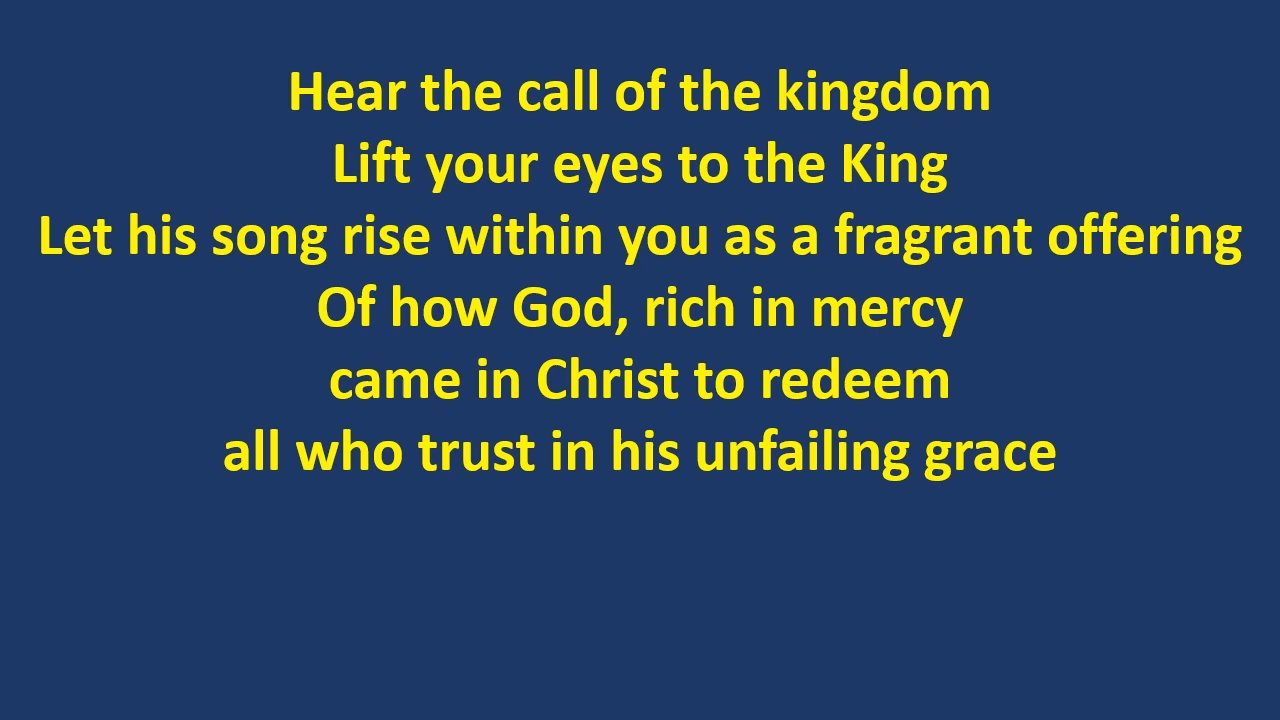 Hear the call of the kingdom
Lift your eyes to the King
Let his song rise within you as a fragrant offering
Of how God, rich in mercy
came in Christ to redeem
all who trust in his unfailing grace